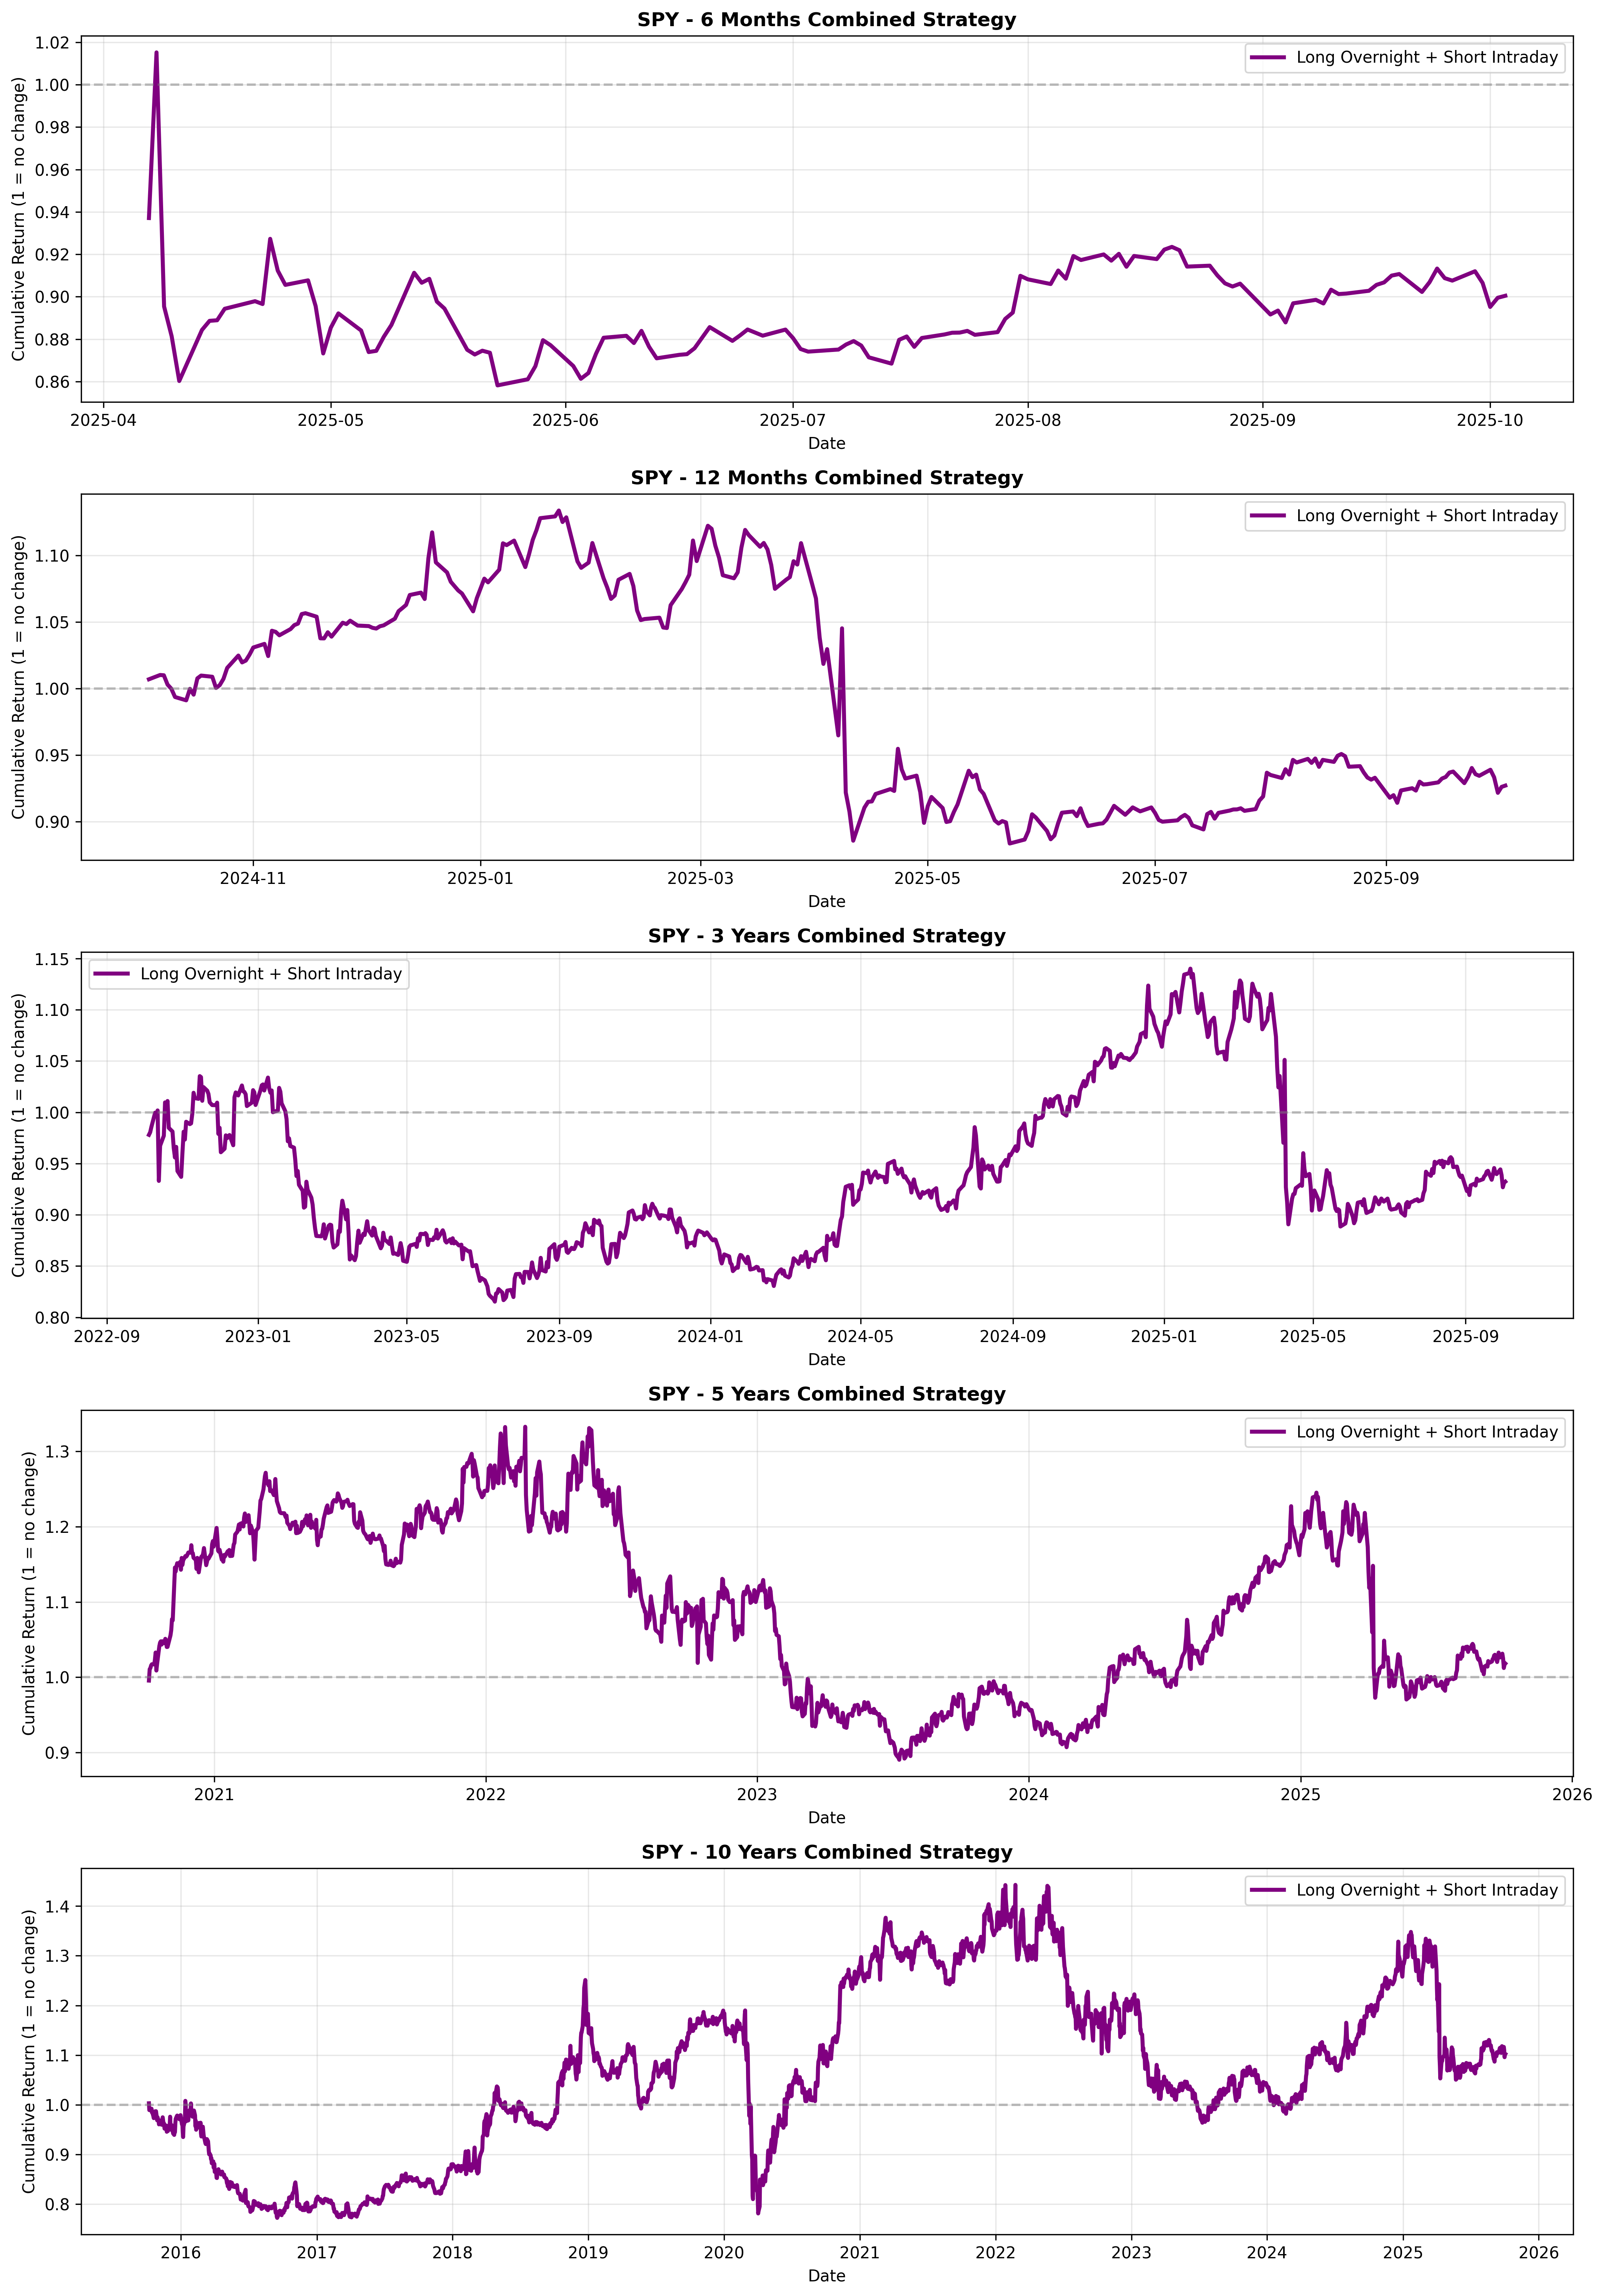 SPY - 6 Months Combined Strategy
Cumulative Return (1 = no change)
1.02
1.00
0.98
0.96
0.94
0.92
0.90
0.88
0.86
Long Overnight + Short Intraday
2025-04 2025-05 2025-06 2025-07 2025-08 2025-09 2025-10
Date
SPY - 12 Months Combined Strategy
Cumulative Return (1 = no change)
1.10
1.05
1.00
0.95
0.90
Long Overnight + Short Intraday
2024-11 2025-01 2025-03 2025-05 2025-07 2025-09
Date
SPY - 3 Years Combined Strategy
Cumulative Return (1 = no change)
1.15
1.10
1.05
1.00
0.95
0.90
0.85
0.80
Long Overnight + Short Intraday
2022-09 2023-01 2023-05 2023-09 2024-01 2024-05 2024-09 2025-01 2025-05 2025-09
Date
SPY - 5 Years Combined Strategy
Cumulative Return (1 = no change)
1.3
1.2
1.1
1.0
0.9
Long Overnight + Short Intraday
2021 2022 2023 2024 2025 2026
Date
SPY - 10 Years Combined Strategy
Cumulative Return (1 = no change)
1.4
1.3
1.2
1.1
1.0
0.9
0.8
Long Overnight + Short Intraday
2016 2017 2018 2019 2020 2021 2022 2023 2024 2025 2026
Date